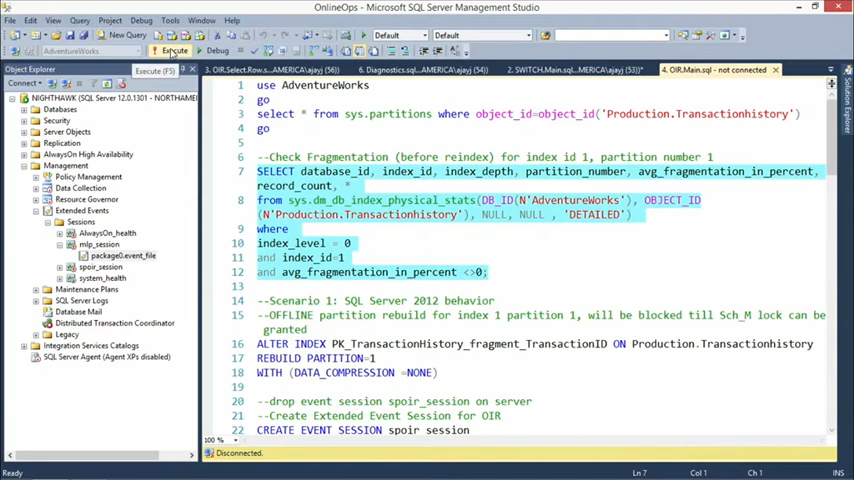 OnlineOps - Microsoft SQL Server Management Studio
File Edit View Query Project Debug Tools Window Help
New Query Default Default
AdventureWorks Execute Debug
Execute (F5)
Object Explorer
Connect
NIGHTHAWK (SQL Server 12.0.1301 - NORTHAMEI
Databases
Security
Server Objects
Replication
AlwaysOn High Availability
Management
Policy Management
Data Collection
Resource Governor
Extended Events
Sessions
AlwaysOn_health
mlp_session
package0.event_file
spoir_session
system_health
Maintenance Plans
SQL Server Logs
Database Mail
Distributed Transaction Coordinator
Legacy
Integration Services Catalogs
SQL Server Agent (Agent XPs disabled)
3. OIR.Select.Row.s...AMERICA\ajayj (56)) 6. Diagnostics.sql...AMERICA\ajayj (54)) 2. SWITCH.Main.sql...AMERICA\ajayj (53))* 4. OIR.Main.sql - not connected
1 use AdventureWorks
2 go
3 select * from sys.partitions where object_id=object_id('Production.Transactionhistory')
4 go
5
6 --Check Fragmentation (before reindex) for index id 1, partition number 1
7 SELECT database_id, index_id, index_depth, partition_number, avg_fragmentation_in_percent,
record_count, *
8 from sys.dm_db_index_physical_stats(DB_ID(N'AdventureWorks'), OBJECT_ID
(N'Production.Transactionhistory'), NULL, NULL , 'DETAILED')
9 where
10 index_level = 0
11 and index_id=1
12 and avg_fragmentation_in_percent <>0;
13
14 --Scenario 1: SQL Server 2012 behavior
15 --OFFLINE partition rebuild for index 1 partition 1, will be blocked till Sch_M lock can be
granted
16 ALTER INDEX PK_TransactionHistory_fragment_TransactionID ON Production.Transactionhistory
17 REBUILD PARTITION=1
18 WITH (DATA_COMPRESSION =NONE)
19
20 --drop event session spoir_session on server
21 --Create Extended Event Session for OIR
22 CREATE EVENT SESSION spoir_session
100 %
Disconnected.
Ready Ln 7 Col 1 Ch 1
Solution Explorer